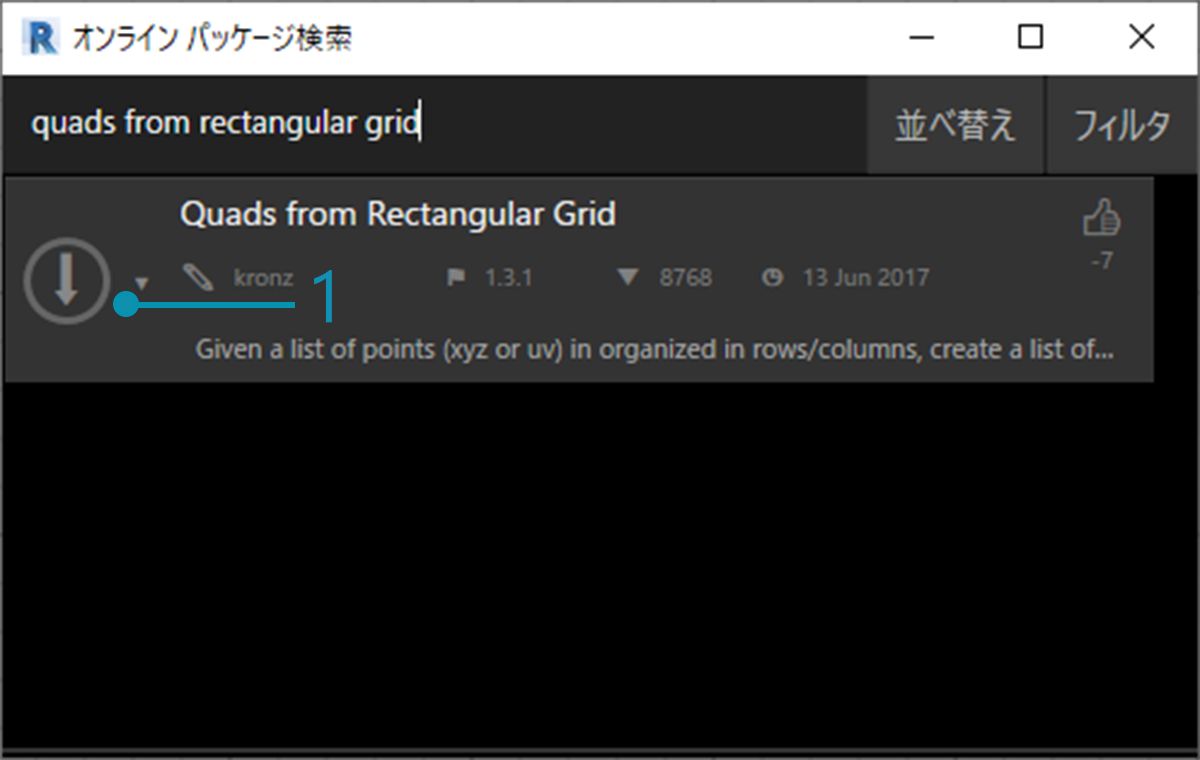 オンライン パッケージ検索
quads from rectangular grid
並べ替え
フィルタ
Quads from Rectangular Grid
kronz
1.3.1
8768
13 Jun 2017
-7
1
Given a list of points (xyz or uv) in organized in rows/columns, create a list of...